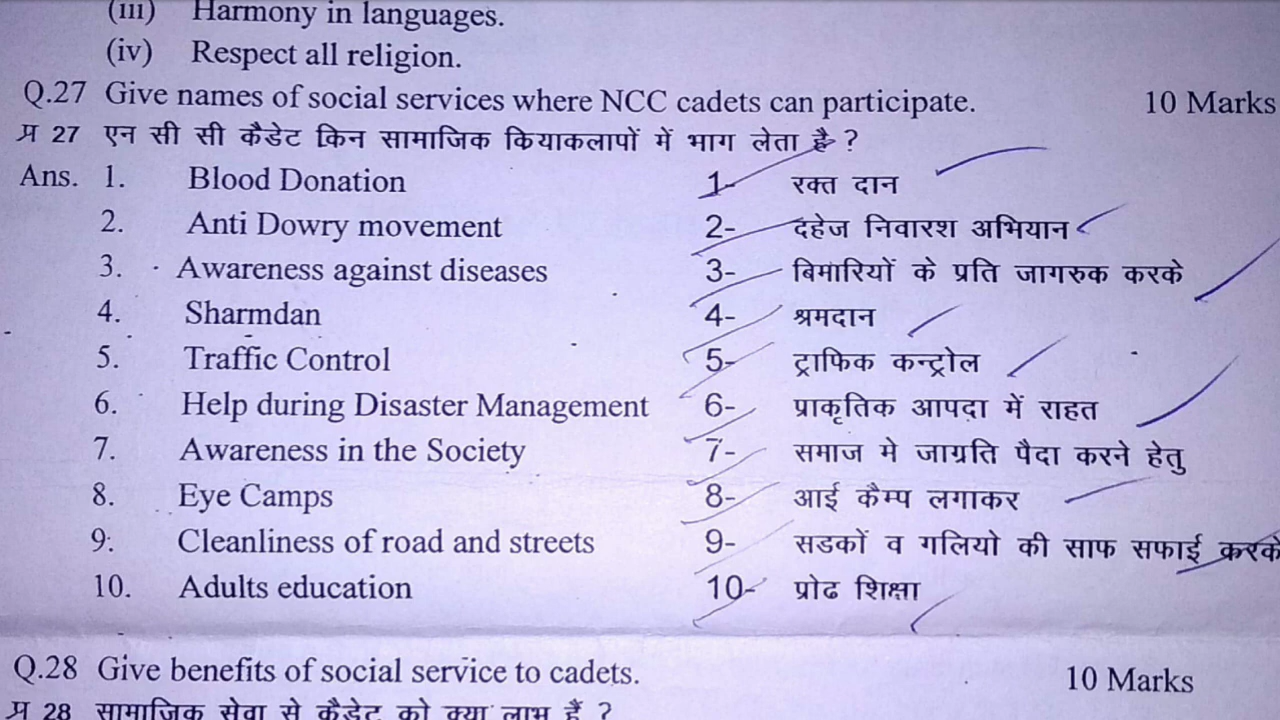 (iii) Harmony in languages.
(iv) Respect all religion.
Q.27 Give names of social services where NCC cadets can participate. 10 Marks
प्र 27 एन सी सी कैडेट किन सामाजिक कियाकलापों में भाग लेता है ?
Ans. 1. Blood Donation 1- रक्त दान
2. Anti Dowry movement 2- दहेज निवारश अभियान
3. Awareness against diseases 3- बिमारियों के प्रति जागरुक करके
4. Sharmdan 4- श्रमदान
5. Traffic Control 5- ट्राफिक कन्ट्रोल
6. Help during Disaster Management 6- प्राकृतिक आपदा में राहत
7. Awareness in the Society 7- समाज मे जाग्रति पैदा करने हेतु
8. Eye Camps 8- आई कैम्प लगाकर
9. Cleanliness of road and streets 9- सडकों व गलियो की साफ सफाई करके
10. Adults education 10- प्रोढ शिक्षा
Q.28 Give benefits of social service to cadets. 10 Marks
प्र 28 सामाजिक सेवा से कैडेट को क्या लाभ हैं ?